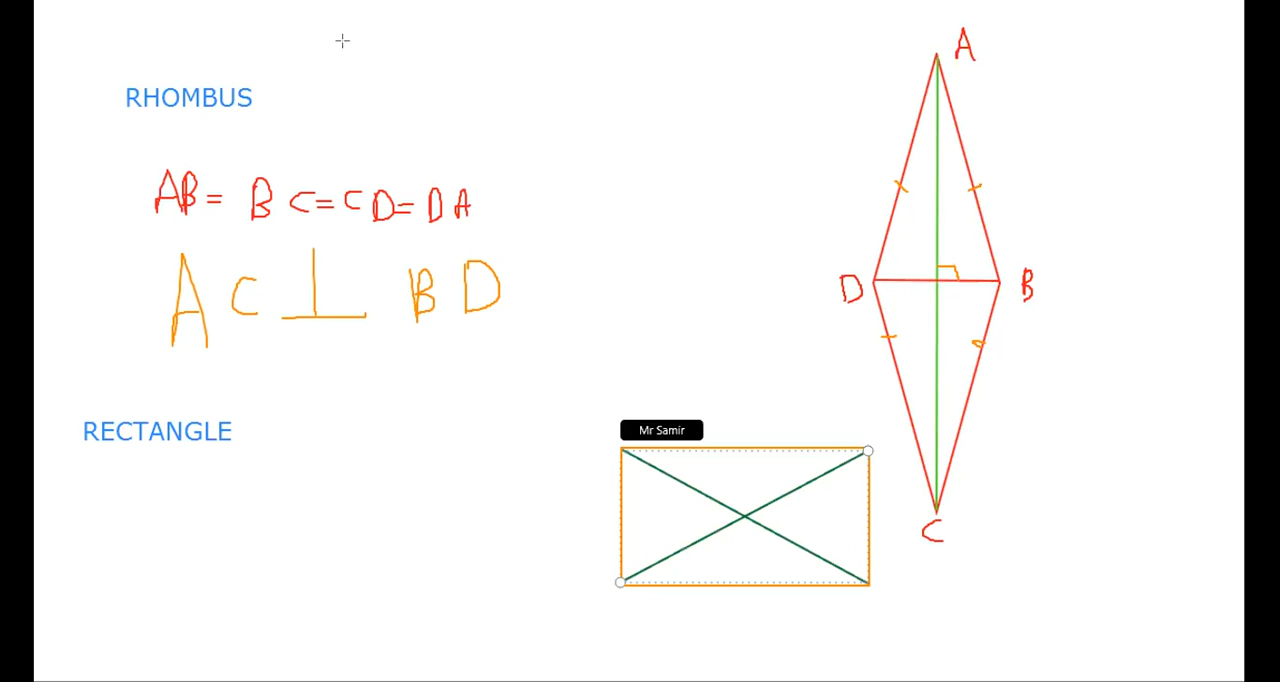 RHOMBUS
AB = BC = CD = DA
AC ⊥ BD
RECTANGLE
Mr Samir
A
D
B
C